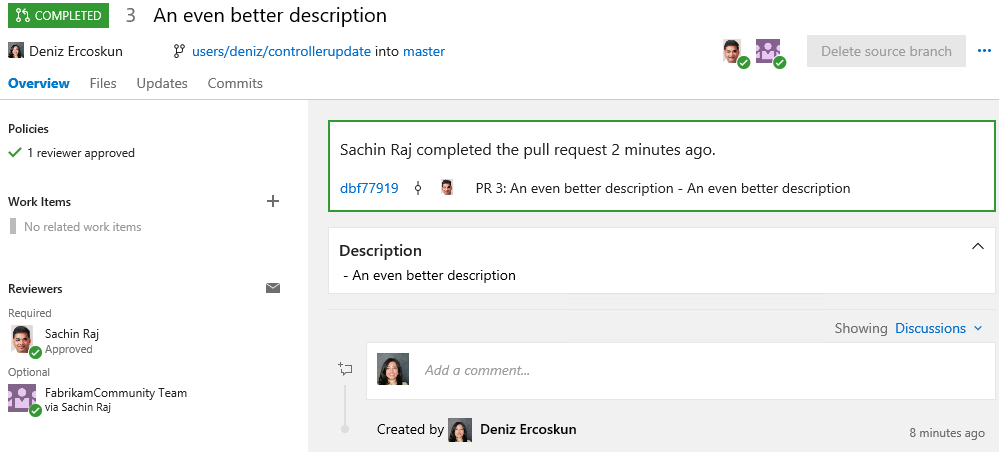 COMPLETED 3 An even better description
Deniz Ercoskun users/deniz/controllerupdate into master Delete source branch
Overview Files Updates Commits
Policies
1 reviewer approved
Work Items
No related work items
Reviewers
Required
Sachin Raj
Approved
Optional
FabrikamCommunity Team
via Sachin Raj
Sachin Raj completed the pull request 2 minutes ago.
dbf77919 PR 3: An even better description - An even better description
Description
- An even better description
Showing Discussions
Add a comment...
Created by Deniz Ercoskun 8 minutes ago